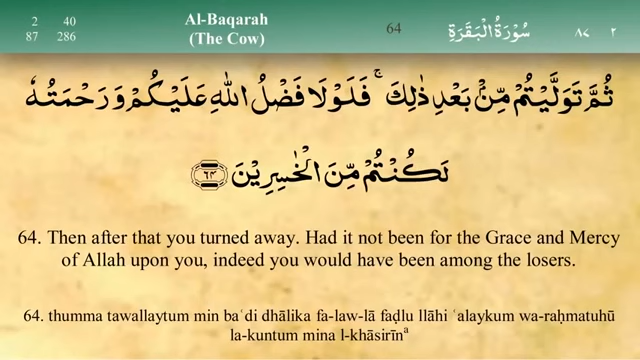 2 40
87 286
Al-Baqarah
(The Cow)
64
سُورَةُ الْبَقَرَةِ
٨٧ ٢
ثُمَّ تَوَلَّيْتُمْ مِّنْۢ بَعْدِ ذٰلِكَ ۚ فَلَوْلَا فَضْلُ اللّٰهِ عَلَيْكُمْ وَرَحْمَتُهٗ
لَكُنْتُمْ مِّنَ الْخٰسِرِيْنَ ٦٤
64. Then after that you turned away. Had it not been for the Grace and Mercy
of Allah upon you, indeed you would have been among the losers.
64. thumma tawallaytum min baʿdi dhālika fa-law-lā faḍlu llāhi ʿalaykum wa-raḥmatuhū
la-kuntum mina l-khāsirīnᵃ